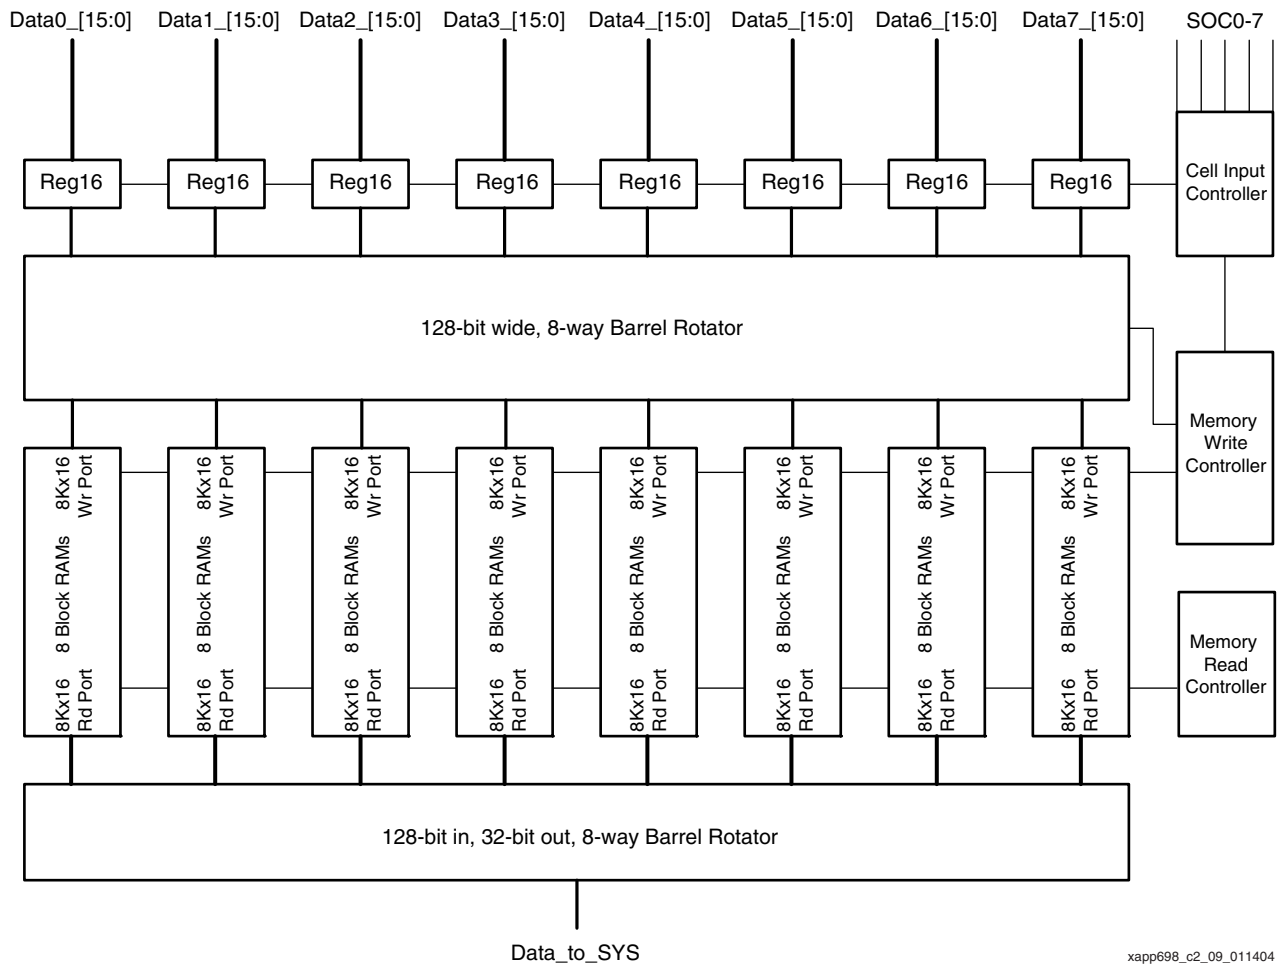 Data0_[15:0] Data1_[15:0] Data2_[15:0] Data3_[15:0] Data4_[15:0] Data5_[15:0] Data6_[15:0] Data7_[15:0] SOC0-7
Reg16 Reg16 Reg16 Reg16 Reg16 Reg16 Reg16 Reg16
Cell Input
Controller
128-bit wide, 8-way Barrel Rotator
Memory
Write
Controller
8Kx16
Wr Port
8 Block RAMs
8Kx16
Rd Port
8Kx16
Wr Port
8 Block RAMs
8Kx16
Rd Port
8Kx16
Wr Port
8 Block RAMs
8Kx16
Rd Port
8Kx16
Wr Port
8 Block RAMs
8Kx16
Rd Port
8Kx16
Wr Port
8 Block RAMs
8Kx16
Rd Port
8Kx16
Wr Port
8 Block RAMs
8Kx16
Rd Port
8Kx16
Wr Port
8 Block RAMs
8Kx16
Rd Port
8Kx16
Wr Port
8 Block RAMs
8Kx16
Rd Port
Memory
Read
Controller
128-bit in, 32-bit out, 8-way Barrel Rotator
Data_to_SYS
xapp698_c2_09_011404